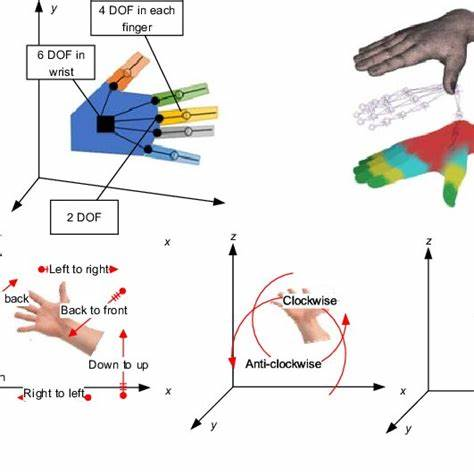 y
4 DOF in each
finger
6 DOF in
wrist
2 DOF
x
z
z
Left to right
back
Back to front
Clockwise
Down to up
Anti-clockwise
Right to left
x
x
y
y